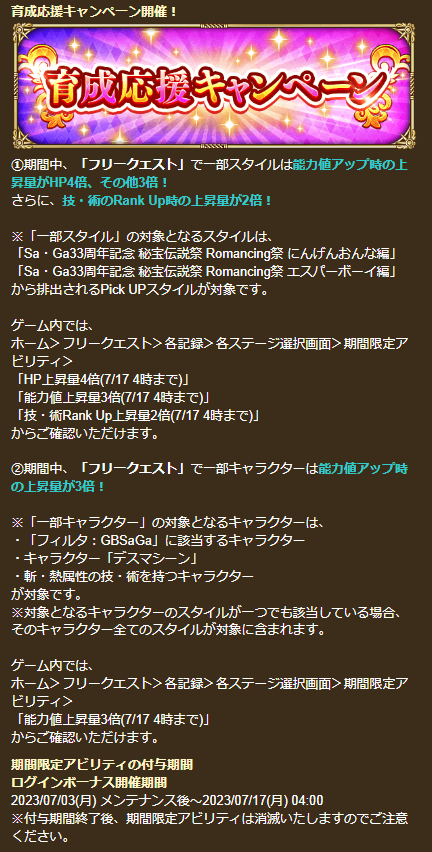 育成応援キャンペーン開催！
育成応援キャンペーン
①期間中、「フリークエスト」で一部スタイルは能力値アップ時の上
昇量がHP4倍、その他3倍！
さらに、技・術のRank Up時の上昇量が2倍！
※「一部スタイル」の対象となるスタイルは、
「Sa・Ga33周年記念 秘宝伝説祭 Romancing祭 にんげんおんな編」
「Sa・Ga33周年記念 秘宝伝説祭 Romancing祭 エスパーボーイ編」
から排出されるPick UPスタイルが対象です。
ゲーム内では、
ホーム＞フリークエスト＞各記録＞各ステージ選択画面＞期間限定ア
ビリティ＞
「HP上昇量4倍(7/17 4時まで)」
「能力値上昇量3倍(7/17 4時まで)」
「技・術Rank Up上昇量2倍(7/17 4時まで)」
からご確認いただけます。
②期間中、「フリークエスト」で一部キャラクターは能力値アップ時
の上昇量が3倍！
※「一部キャラクター」の対象となるキャラクターは、
・「フィルタ：GBSaGa」に該当するキャラクター
・キャラクター「デスマシーン」
・斬・熱属性の技・術を持つキャラクター
が対象です。
※対象となるキャラクターのスタイルが一つでも該当している場合、
そのキャラクター全てのスタイルが対象に含まれます。
ゲーム内では、
ホーム＞フリークエスト＞各記録＞各ステージ選択画面＞期間限定ア
ビリティ＞
「能力値上昇量3倍(7/17 4時まで)」
からご確認いただけます。
期間限定アビリティの付与期間
ログインボーナス開催期間
2023/07/03(月) メンテナンス後～2023/07/17(月) 04:00
※付与期間終了後、期間限定アビリティは消滅いたしますのでご注意
ください。